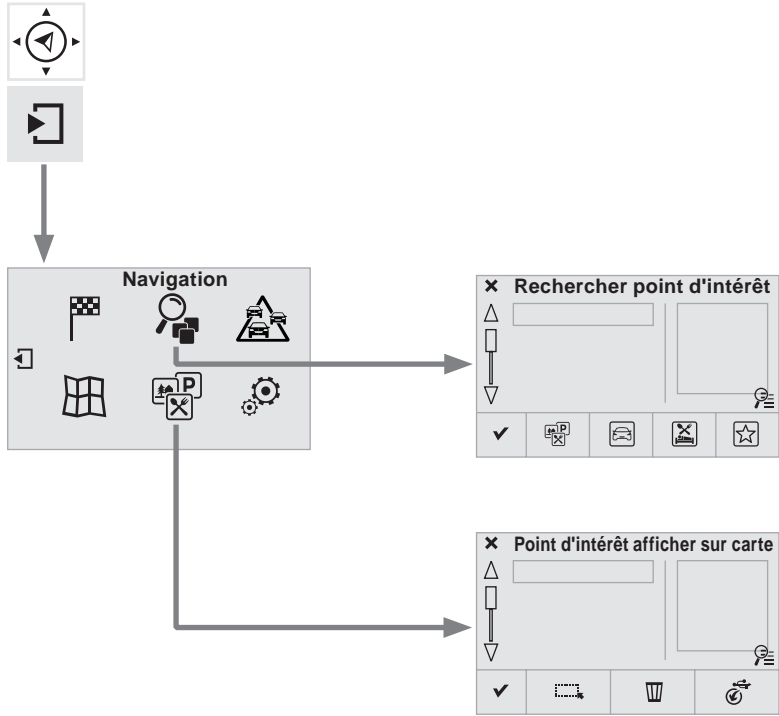 Navigation
Rechercher point d'intérêt
P
P
Point d'intérêt afficher sur carte